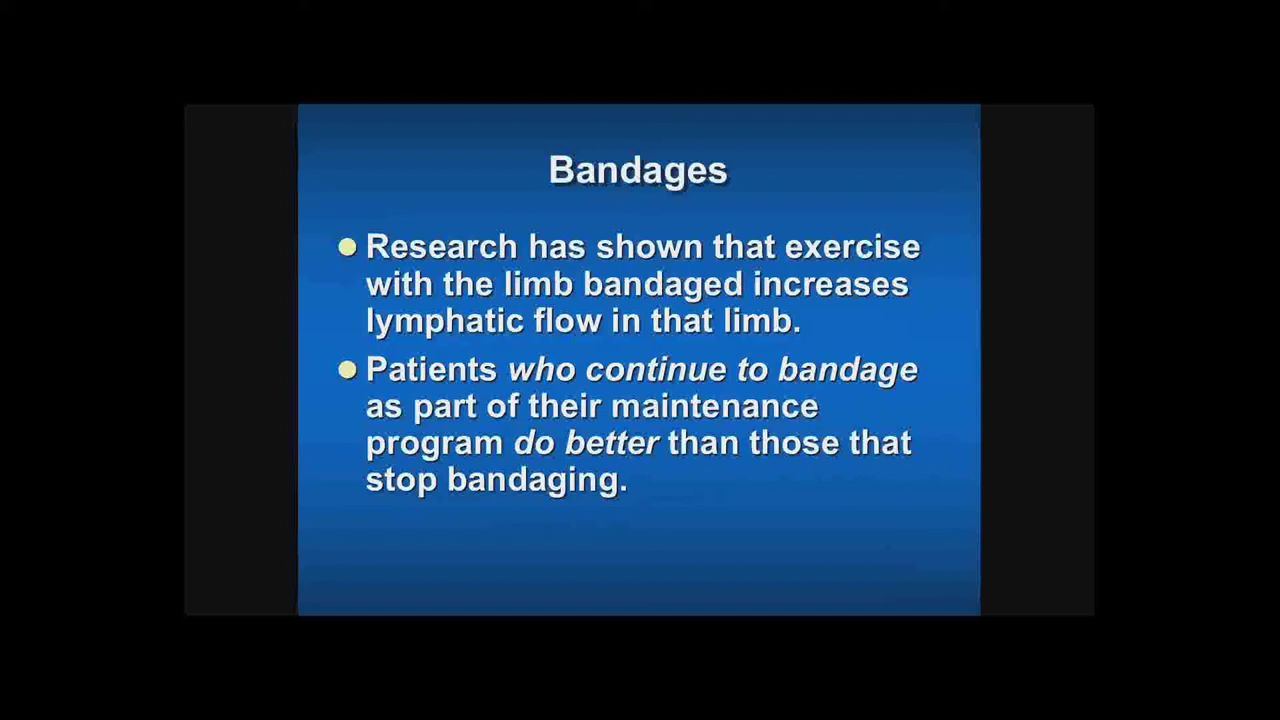 Bandages
Research has shown that exercise
with the limb bandaged increases
lymphatic flow in that limb.
Patients who continue to bandage
as part of their maintenance
program do better than those that
stop bandaging.